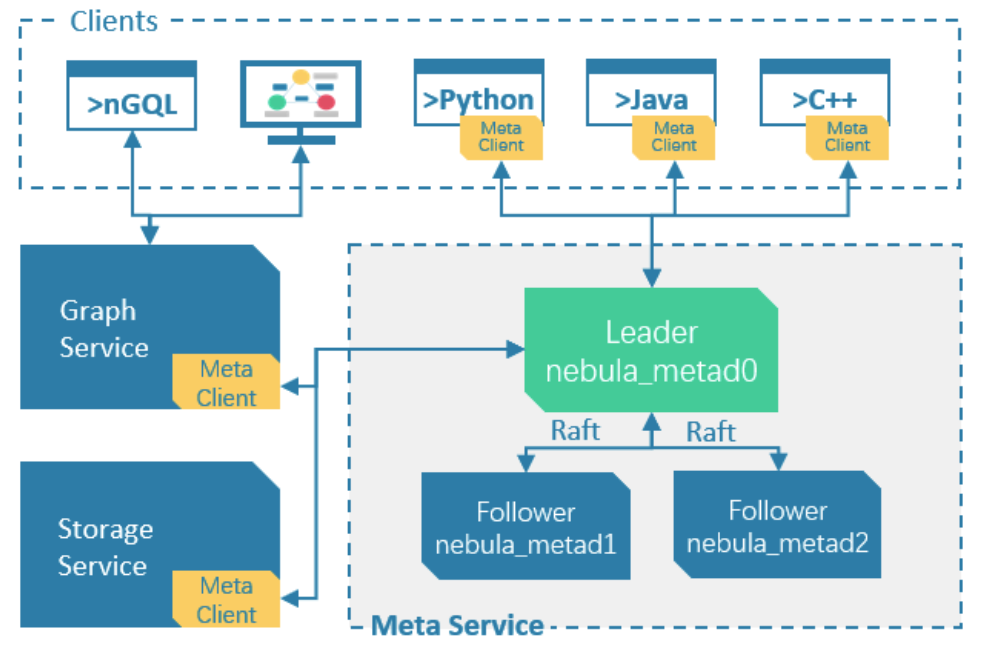 Clients
>nGQL
>Python
>Java
>C++
Meta
Client
Meta
Client
Meta
Client
Graph
Service
Meta
Client
Leader
nebula_metad0
Raft
Raft
Storage
Service
Meta
Client
Follower
nebula_metad1
Follower
nebula_metad2
Meta Service